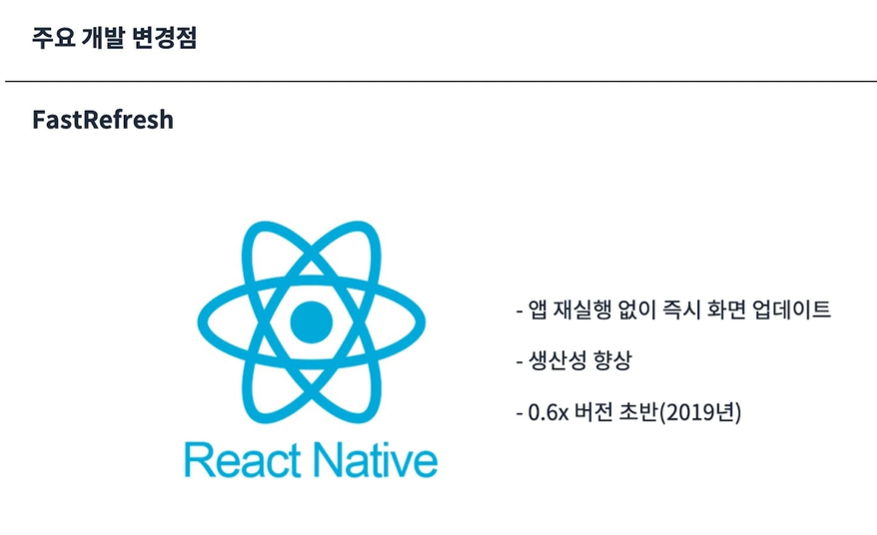 주요 개발 변경점
FastRefresh
- 앱 재실행 없이 즉시 화면 업데이트
- 생산성 향상
- 0.6x 버전 초반(2019년)
React Native